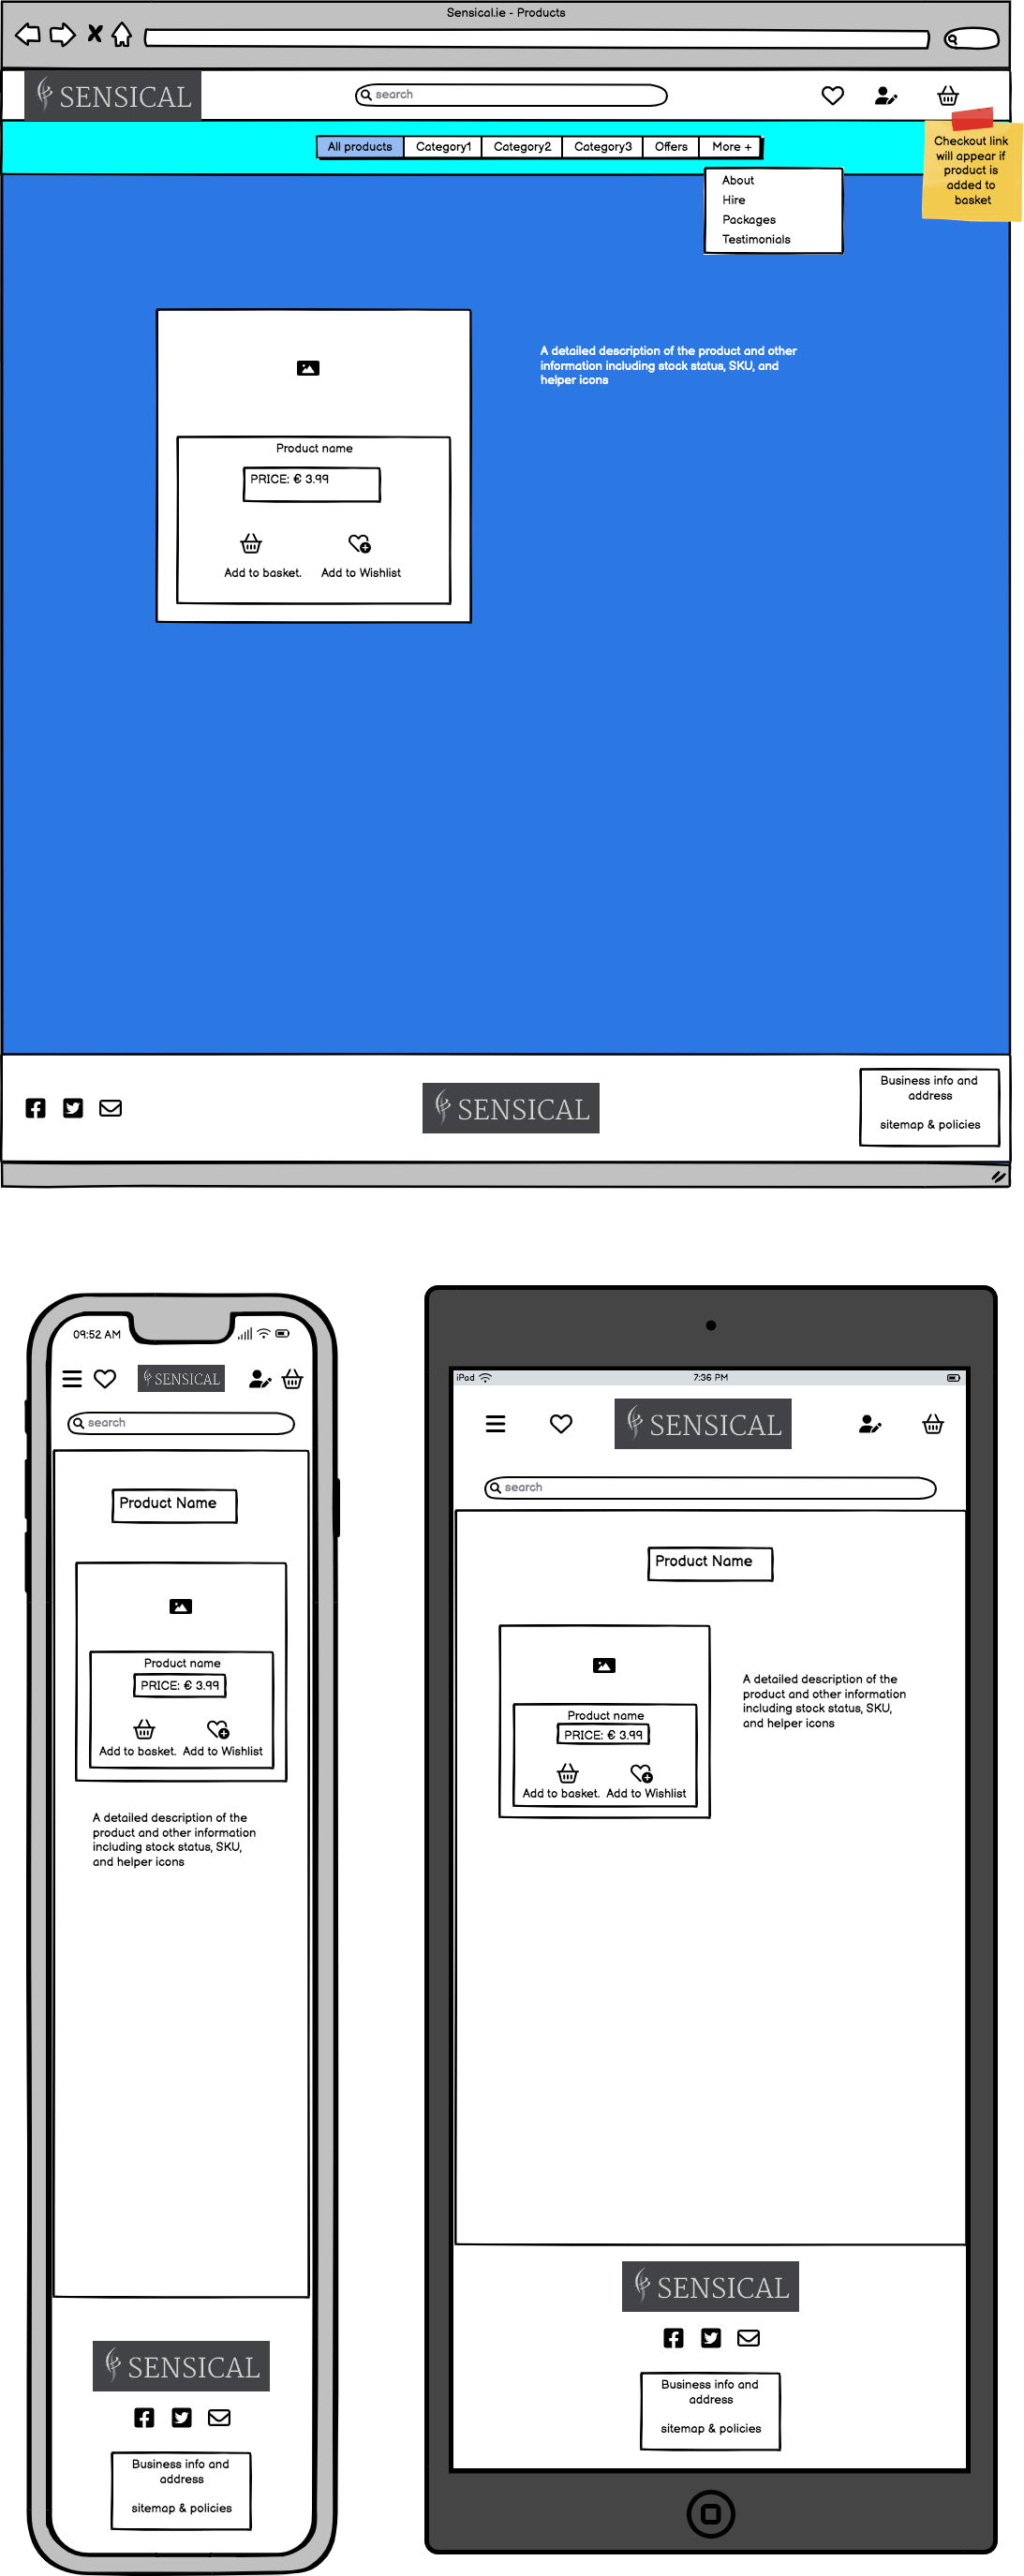 Sensical.ie - Products
SENSICAL
search
All products
Category1
Category2
Category3
Offers
More +
Checkout link
will appear if
product is
added to
basket
About
Hire
Packages
Testimonials
A detailed description of the product and other
information including stock status, SKU, and
helper icons
Product name
PRICE: € 3.99
Add to basket.
Add to Wishlist
SENSICAL
Business info and
address
sitemap & policies
09:52 AM
SENSICAL
search
Product Name
Product name
PRICE: € 3.99
Add to basket.
Add to Wishlist
A detailed description of the
product and other information
including stock status, SKU,
and helper icons
SENSICAL
Business info and
address
sitemap & policies
iPad
7:36 PM
SENSICAL
search
Product Name
Product name
PRICE: € 3.99
Add to basket.
Add to Wishlist
A detailed description of the
product and other information
including stock status, SKU,
and helper icons
SENSICAL
Business info and
address
sitemap & policies